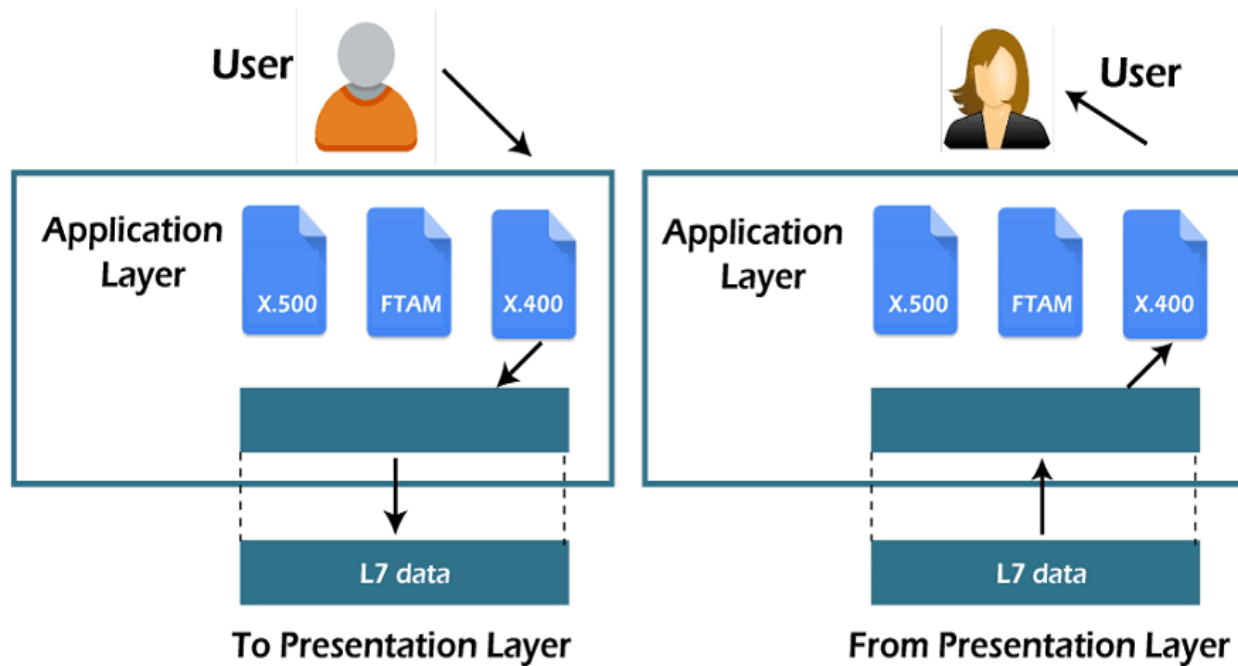 User
Application
Layer
X.500
FTAM
X.400
L7 data
To Presentation Layer
User
Application
Layer
X.500
FTAM
X.400
L7 data
From Presentation Layer